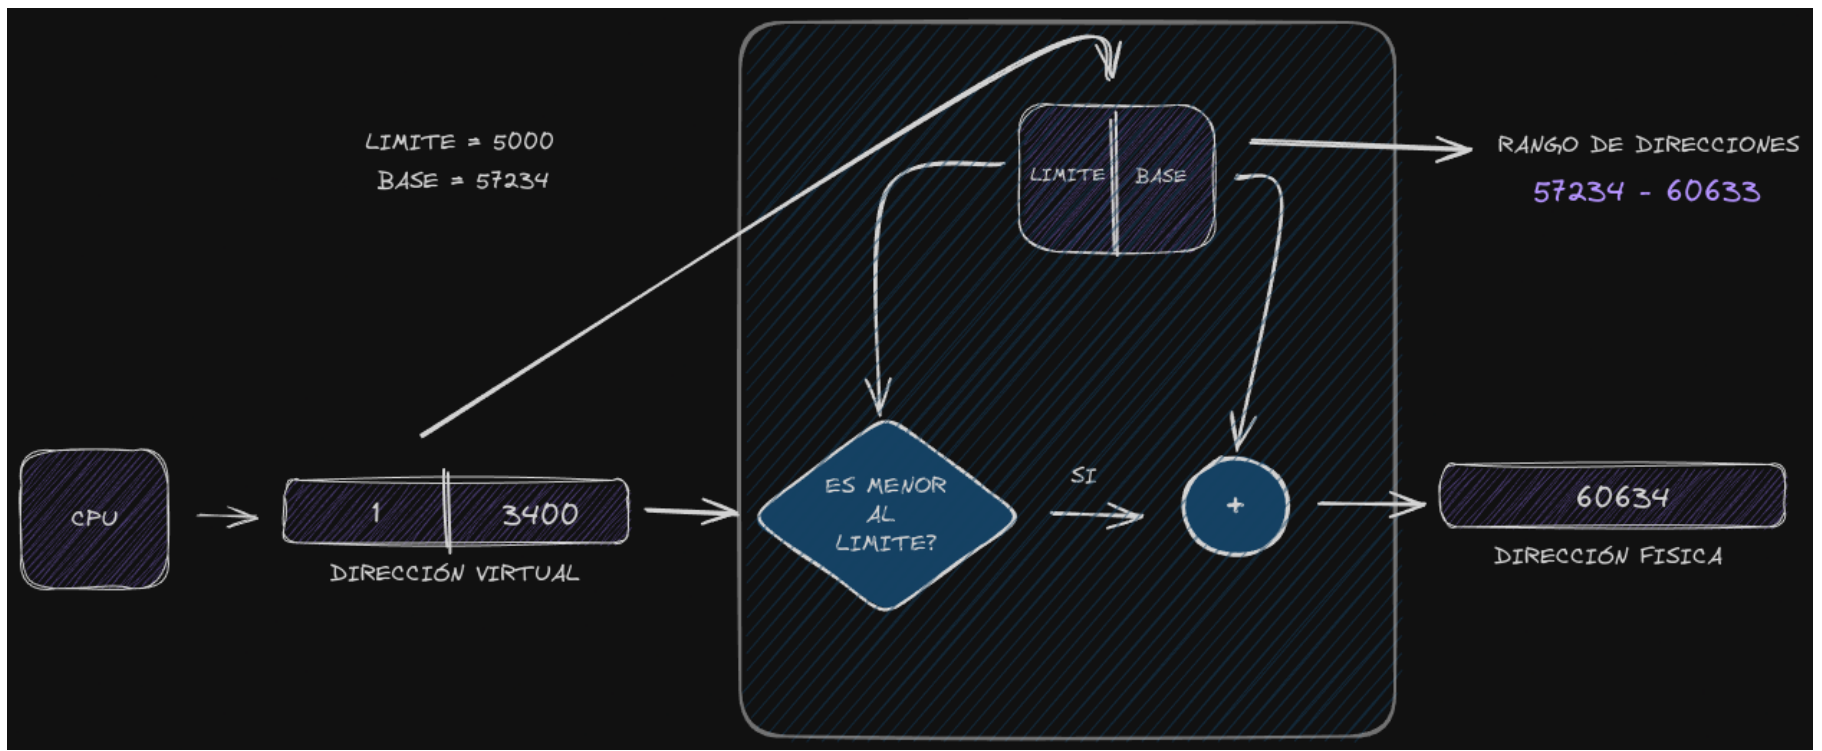 LIMITE = 5000
BASE = 57234
LIMITE
BASE
RANGO DE DIRECCIONES
57234 - 60633
CPU
1
3400
DIRECCIÓN VIRTUAL
ES MENOR
AL
LIMITE?
SI
+
60634
DIRECCIÓN FISICA